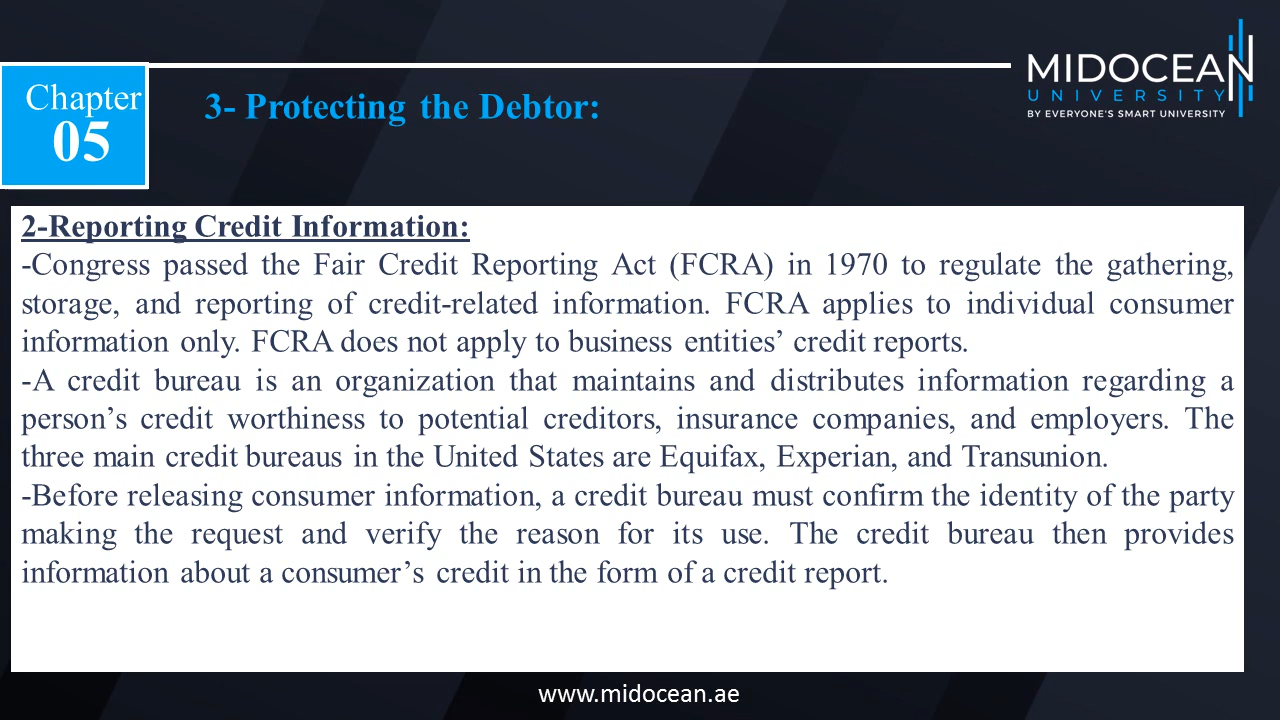 MIDOCEAN
UNIVERSITY
BY EVERYONE'S SMART UNIVERSITY
Chapter
05
3- Protecting the Debtor:
2-Reporting Credit Information:
-Congress passed the Fair Credit Reporting Act (FCRA) in 1970 to regulate the gathering,
storage, and reporting of credit-related information. FCRA applies to individual consumer
information only. FCRA does not apply to business entities’ credit reports.
-A credit bureau is an organization that maintains and distributes information regarding a
person’s credit worthiness to potential creditors, insurance companies, and employers. The
three main credit bureaus in the United States are Equifax, Experian, and Transunion.
-Before releasing consumer information, a credit bureau must confirm the identity of the party
making the request and verify the reason for its use. The credit bureau then provides
information about a consumer’s credit in the form of a credit report.
www.midocean.ae